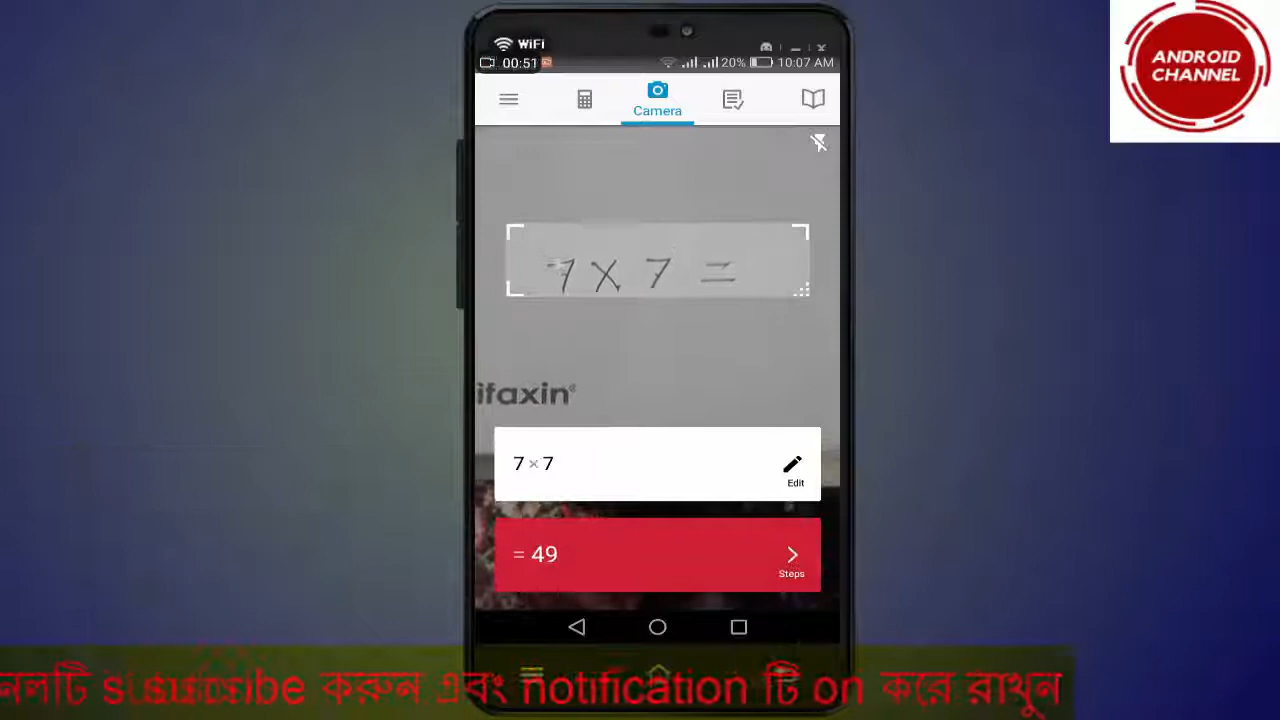 WiFi
00:51 20% 10:07 AM
ANDROID
CHANNEL
Camera
7 x 7 =
ifaxin
7 × 7
Edit
= 49
Steps
নলটি subscribe করুন এবং notification টি on করে রাখুন